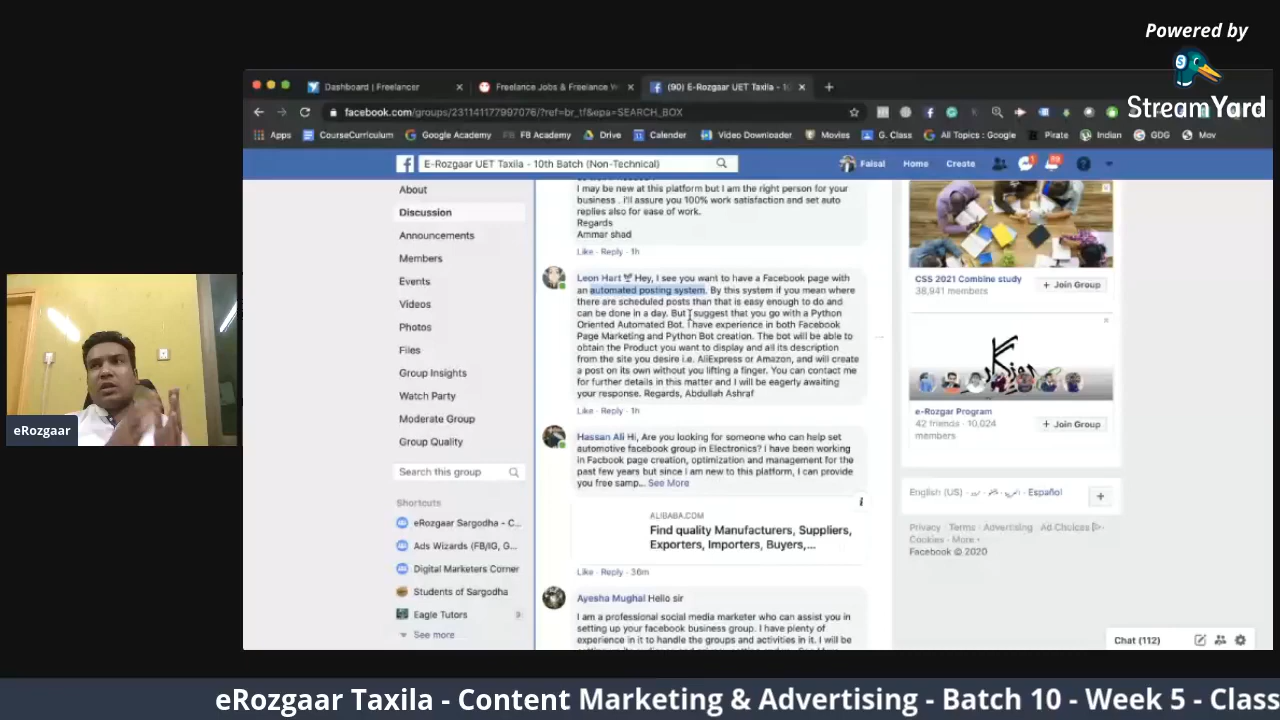 Powered by
StreamYard
Dashboard | Freelancer
Freelance Jobs & Freelance W
(90) E-Rozgaar UET Taxila - 10
facebook.com/groups/231141177997076/?ref=br_tf&epa=SEARCH_BOX
Apps
CourseCurriculum
Google Academy
FB Academy
Drive
Calendar
Video Downloader
Movies
G. Class
All Topics : Google
Pirate
Indian
GDG
Mov
E-Rozgaar UET Taxila - 10th Batch (Non-Technical)
Faisal
Home
Create
About
Discussion
Announcements
Members
Events
Videos
Photos
Files
Group Insights
Watch Party
Moderate Group
Group Quality
Search this group
Shortcuts
eRozgaar Sargodha - C...
Ads Wizards (FB/IG, G...
Digital Marketers Corner
Students of Sargodha
Eagle Tutors
See more
I may be new at this platform but I am the right person for your
business . i'll assure you 100% work satisfaction and set auto
replies also for ease of work.
Regards
Ammar shad
Like · Reply · 1h
Leon Hart Hey, I see you want to have a Facebook page with
an automated posting system. By this system if you mean where
there are scheduled posts than that is easy enough to do and
can be done in a day. But I suggest that you go with a Python
Oriented Automated Bot. I have experience in both Facebook
Page Marketing and Python Bot creation. The bot will be able to
obtain the Product you want to display and all its description
from the site you desire i.e. AliExpress or Amazon, and will create
a post on its own without you lifting a finger. You can contact me
for further details in this matter and I will be eagerly awaiting
your response. Regards, Abdullah Ashraf
Like · Reply · 1h
Hassan Ali Hi, Are you looking for someone who can help set
automotive facebook group in Electronics? I have been working
in Facbook page creation, optimization and management for the
past few years but since I am new to this platform, I can provide
you free samp... See More
ALIBABA.COM
Find quality Manufacturers, Suppliers,
Exporters, Importers, Buyers,...
Like · Reply · 36m
Ayesha Mughal Hello sir
I am a professional social media marketer who can assist you in
setting up your facebook business group. I have plenty of
experience in it to handle the groups and activities in it. I will be
CSS 2021 Combine study
38,941 members
+ Join Group
e-Rozgar Program
42 friends · 10,024
members
+ Join Group
English (US)
Español
Privacy · Terms · Advertising · Ad Choices
Cookies · More
Facebook © 2020
Chat (112)
eRozgaar
eRozgaar Taxila - Content Marketing & Advertising - Batch 10 - Week 5 - Class